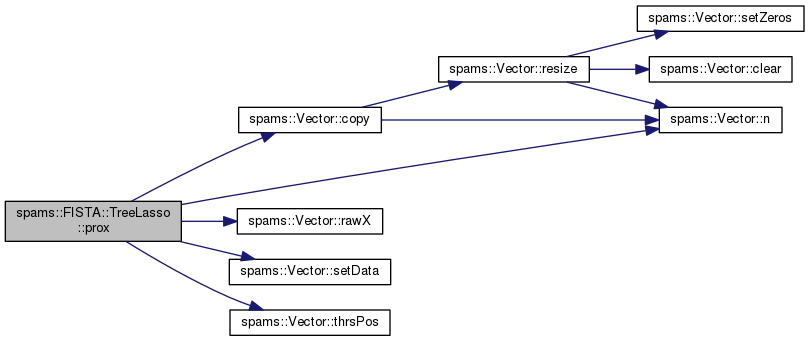 spams::FISTA::TreeLasso
::prox
spams::Vector::copy
spams::Vector::rawX
spams::Vector::setData
spams::Vector::thrsPos
spams::Vector::resize
spams::Vector::setZeros
spams::Vector::clear
spams::Vector::n